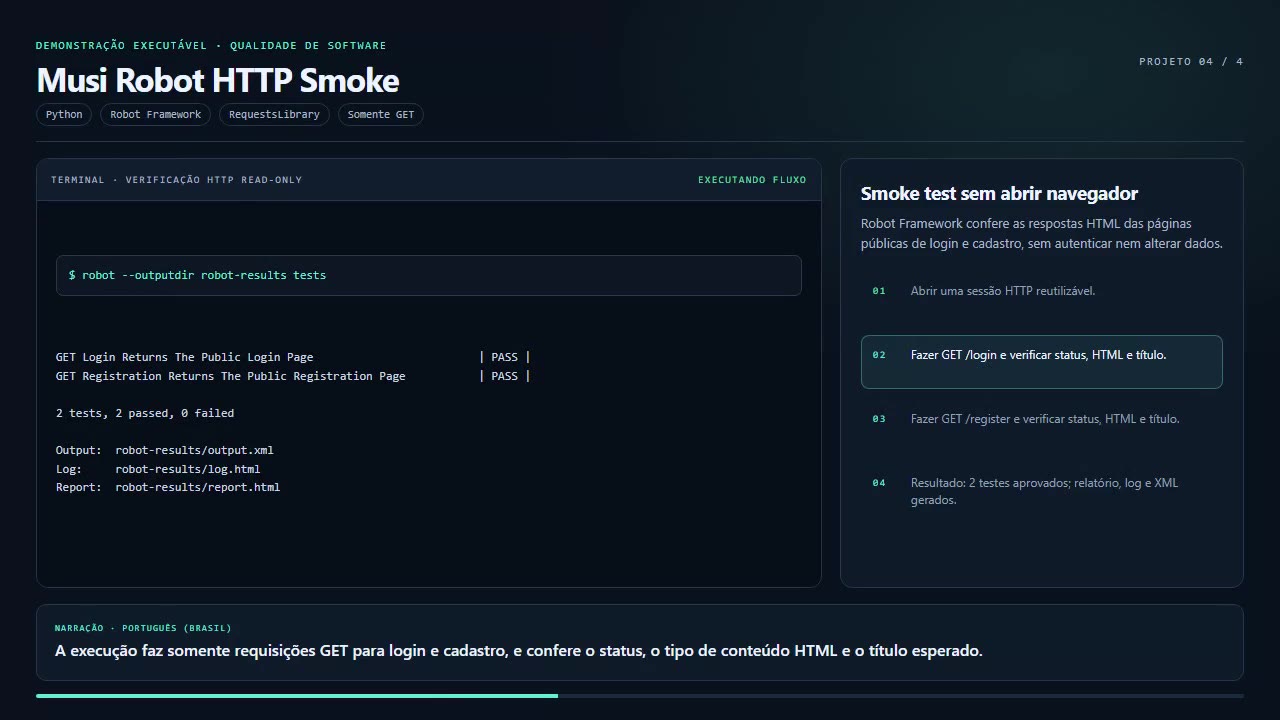 DEMONSTRAÇÃO EXECUTÁVEL · QUALIDADE DE SOFTWARE
Musi Robot HTTP Smoke
PROJETO 04 / 4
Python
Robot Framework
RequestsLibrary
Somente GET
TERMINAL · VERIFICAÇÃO HTTP READ-ONLY
EXECUTANDO FLUXO
$ robot --outputdir robot-results tests
GET Login Returns The Public Login Page | PASS |
GET Registration Returns The Public Registration Page | PASS |
2 tests, 2 passed, 0 failed
Output: robot-results/output.xml
Log: robot-results/log.html
Report: robot-results/report.html
Smoke test sem abrir navegador
Robot Framework confere as respostas HTML das páginas
públicas de login e cadastro, sem autenticar nem alterar dados.
01 Abrir uma sessão HTTP reutilizável.
02 Fazer GET /login e verificar status, HTML e título.
03 Fazer GET /register e verificar status, HTML e título.
04 Resultado: 2 testes aprovados; relatório, log e XML
gerados.
NARRAÇÃO · PORTUGUÊS (BRASIL)
A execução faz somente requisições GET para login e cadastro, e confere o status, o tipo de conteúdo HTML e o título esperado.